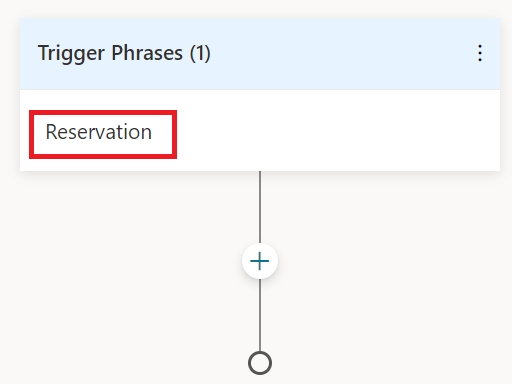 Trigger Phrases (1)
Reservation